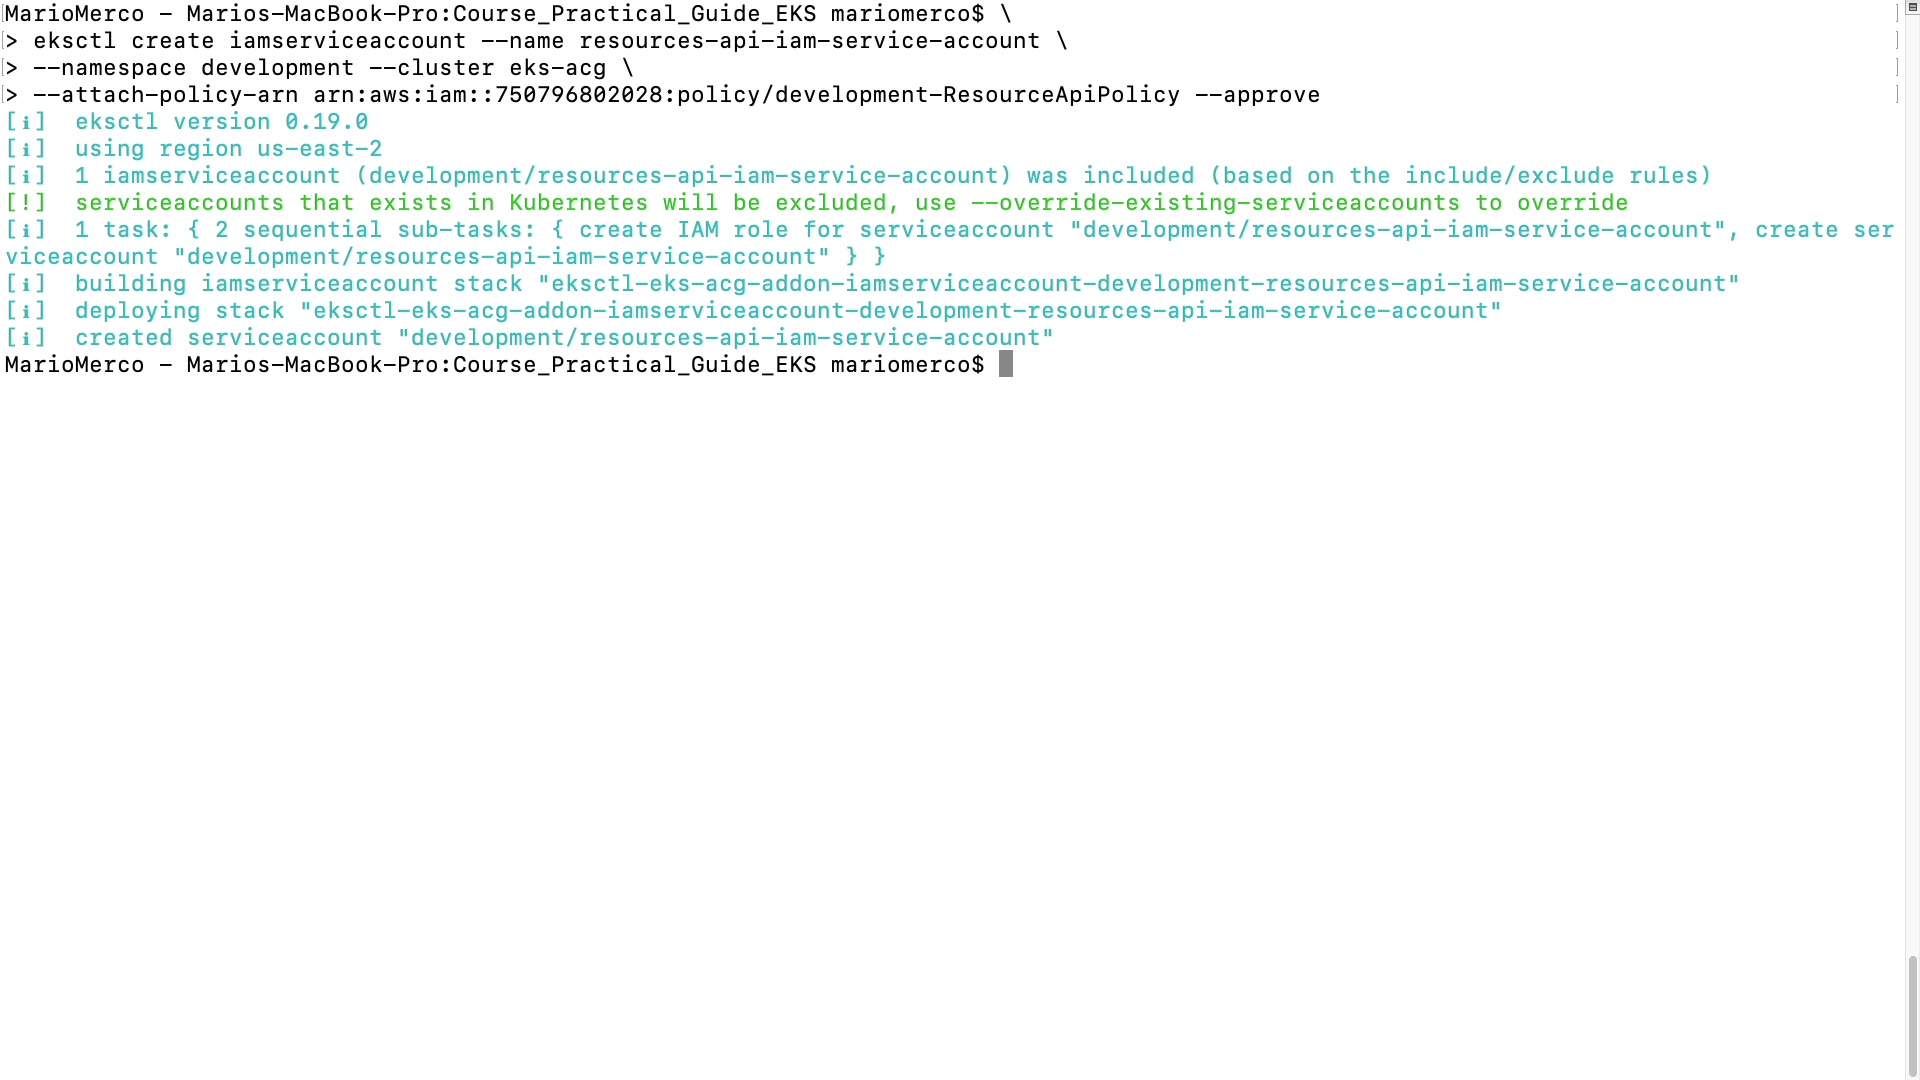 MarioMerco - Marios-MacBook-Pro:Course_Practical_Guide_EKS mariomerco$ \
> eksctl create iamserviceaccount --name resources-api-iam-service-account \
> --namespace development --cluster eks-acg \
> --attach-policy-arn arn:aws:iam::750796802028:policy/development-ResourceApiPolicy --approve
[ℹ]  eksctl version 0.19.0
[ℹ]  using region us-east-2
[ℹ]  1 iamserviceaccount (development/resources-api-iam-service-account) was included (based on the include/exclude rules)
[!]  serviceaccounts that exists in Kubernetes will be excluded, use --override-existing-serviceaccounts to override
[ℹ]  1 task: { 2 sequential sub-tasks: { create IAM role for serviceaccount "development/resources-api-iam-service-account", create ser
viceaccount "development/resources-api-iam-service-account" } }
[ℹ]  building iamserviceaccount stack "eksctl-eks-acg-addon-iamserviceaccount-development-resources-api-iam-service-account"
[ℹ]  deploying stack "eksctl-eks-acg-addon-iamserviceaccount-development-resources-api-iam-service-account"
[ℹ]  created serviceaccount "development/resources-api-iam-service-account"
MarioMerco - Marios-MacBook-Pro:Course_Practical_Guide_EKS mariomerco$